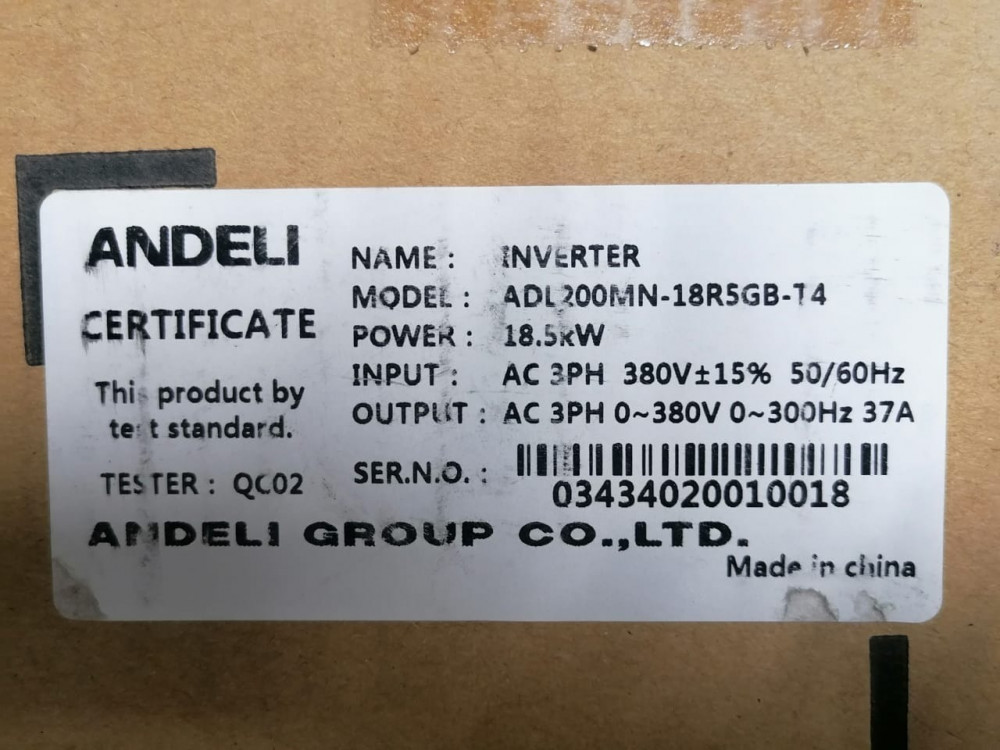 ANDELI
CERTIFICATE
This product by
test standard.
TESTER : QC02
NAME : INVERTER
MODEL : ADL200MN-18R5GB-T4
POWER : 18.5kW
INPUT : AC 3PH 380V±15% 50/60Hz
OUTPUT : AC 3PH 0~380V 0~300Hz 37A
SER.N.O. :
03434020010018
ANDELI GROUP CO.,LTD.
Made in china